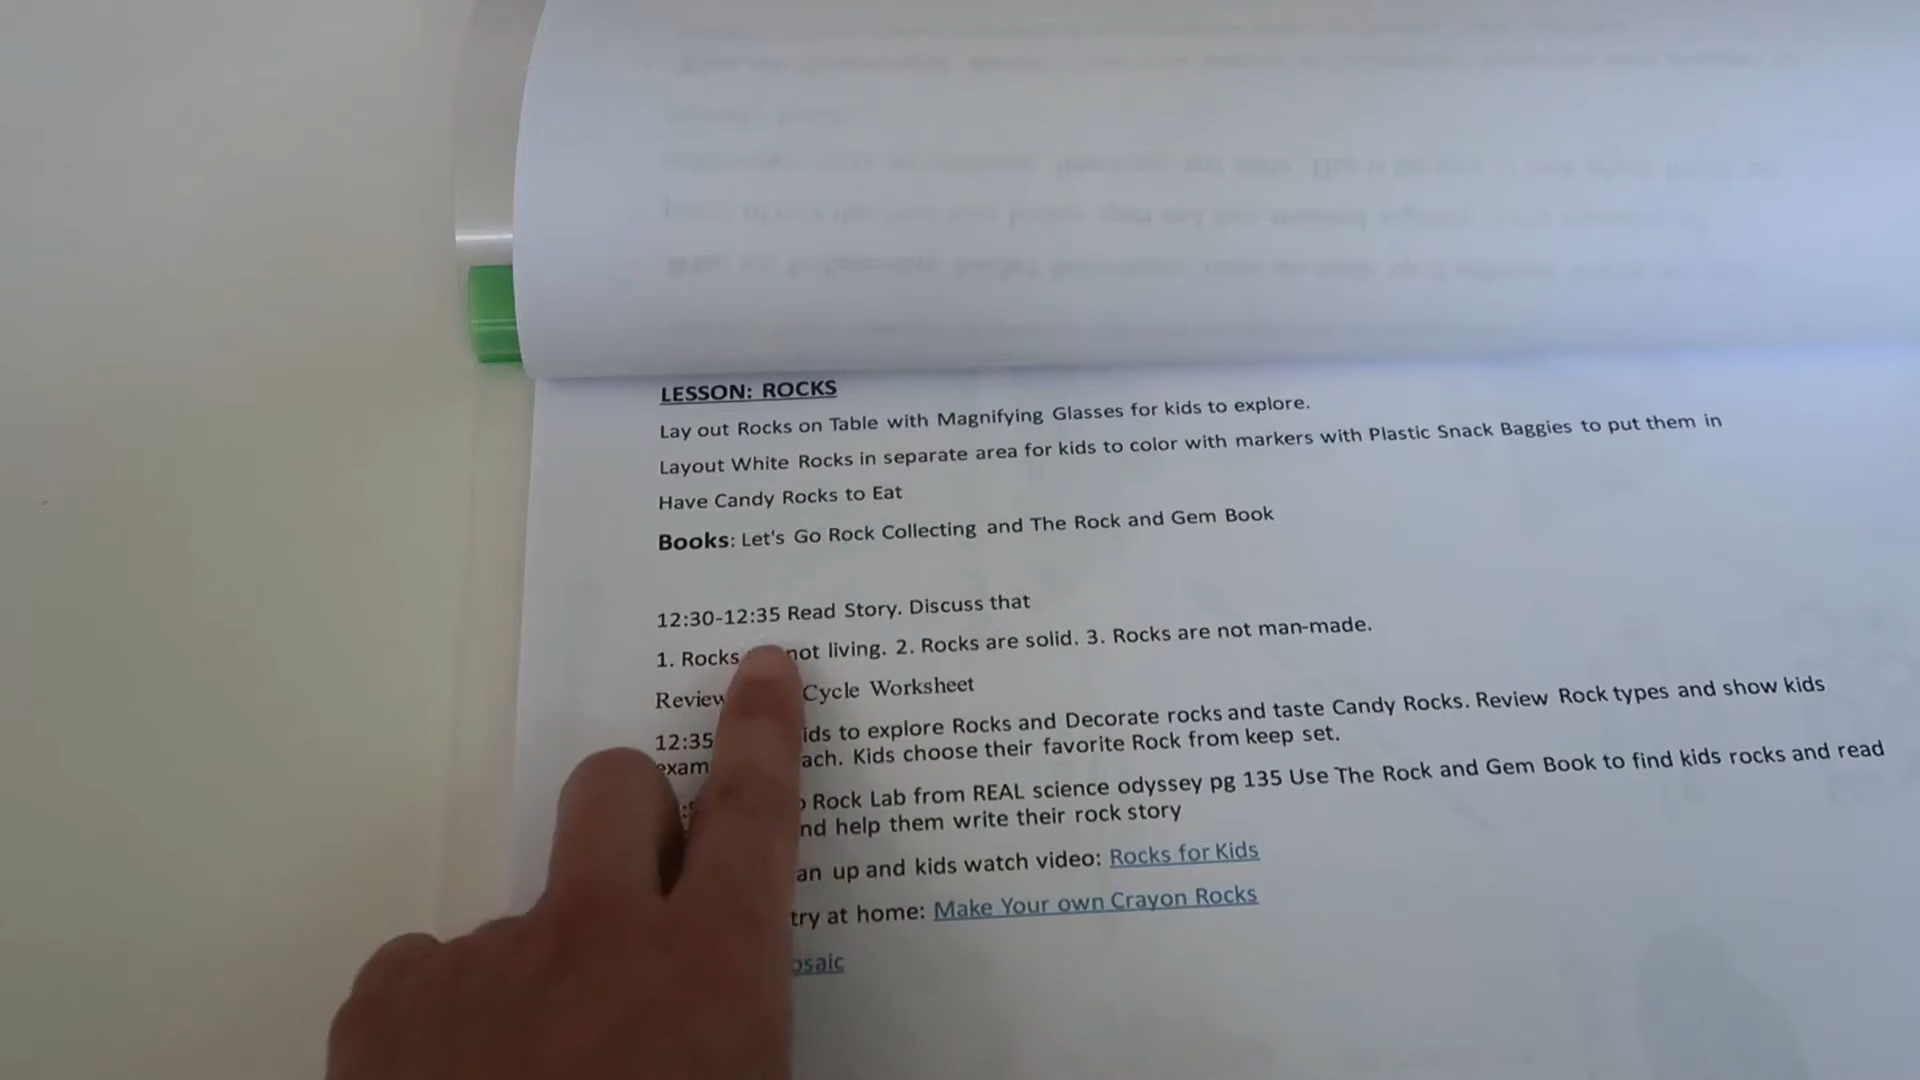 LESSON: ROCKS
Lay out Rocks on Table with Magnifying Glasses for kids to explore.
Layout White Rocks in separate area for kids to color with markers with Plastic Snack Baggies to put them in
Have Candy Rocks to Eat
Books: Let's Go Rock Collecting and The Rock and Gem Book
12:30-12:35 Read Story. Discuss that
1. Rocks not living. 2. Rocks are solid. 3. Rocks are not man-made.
Review Cycle Worksheet
12:35 to explore Rocks and Decorate rocks and taste Candy Rocks. Review Rock types and show kids
Kids choose their favorite Rock from keep set.
Rock Lab from REAL science odyssey pg 135 Use The Rock and Gem Book to find kids rocks and read
help them write their rock story
up and kids watch video: Rocks for Kids
try at home: Make Your own Crayon Rocks